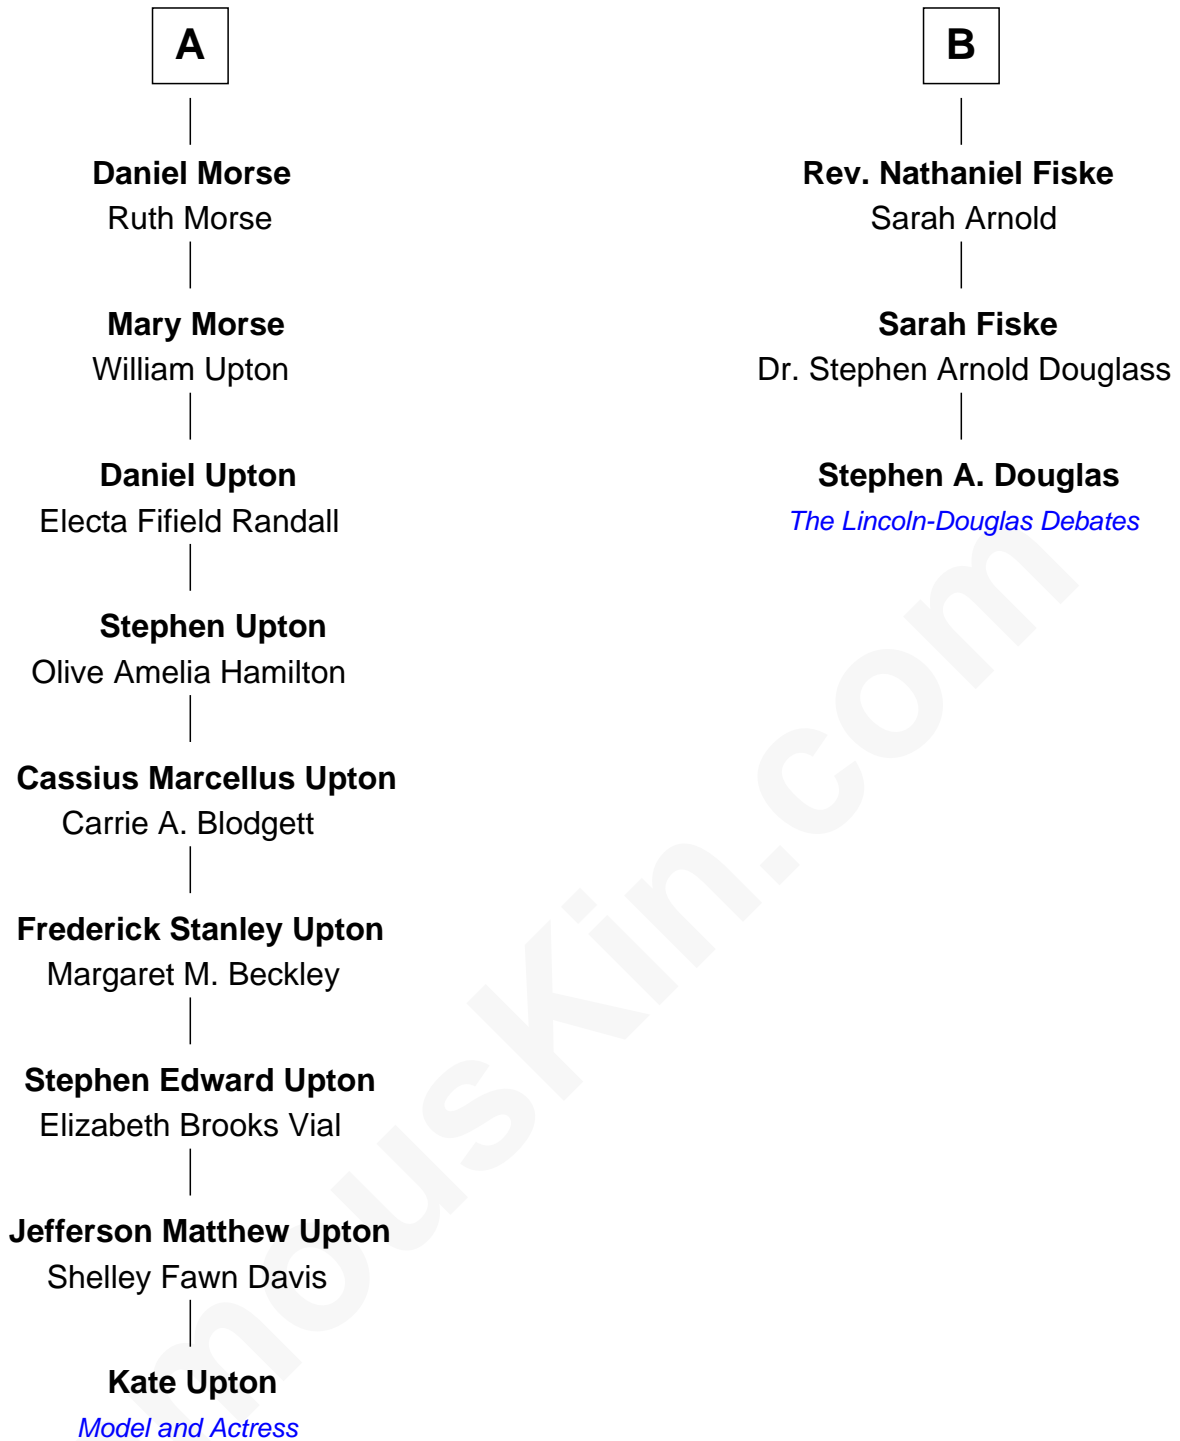 A
Daniel Morse
Ruth Morse
Mary Morse
William Upton
Daniel Upton
Electa Fifield Randall
Stephen Upton
Olive Amelia Hamilton
Cassius Marcellus Upton
Carrie A. Blodgett
Frederick Stanley Upton
Margaret M. Beckley
Stephen Edward Upton
Elizabeth Brooks Vial
Jefferson Matthew Upton
Shelley Fawn Davis
Kate Upton
Model and Actress
B
Rev. Nathaniel Fiske
Sarah Arnold
Sarah Fiske
Dr. Stephen Arnold Douglass
Stephen A. Douglas
The Lincoln-Douglas Debates
mouskin.com